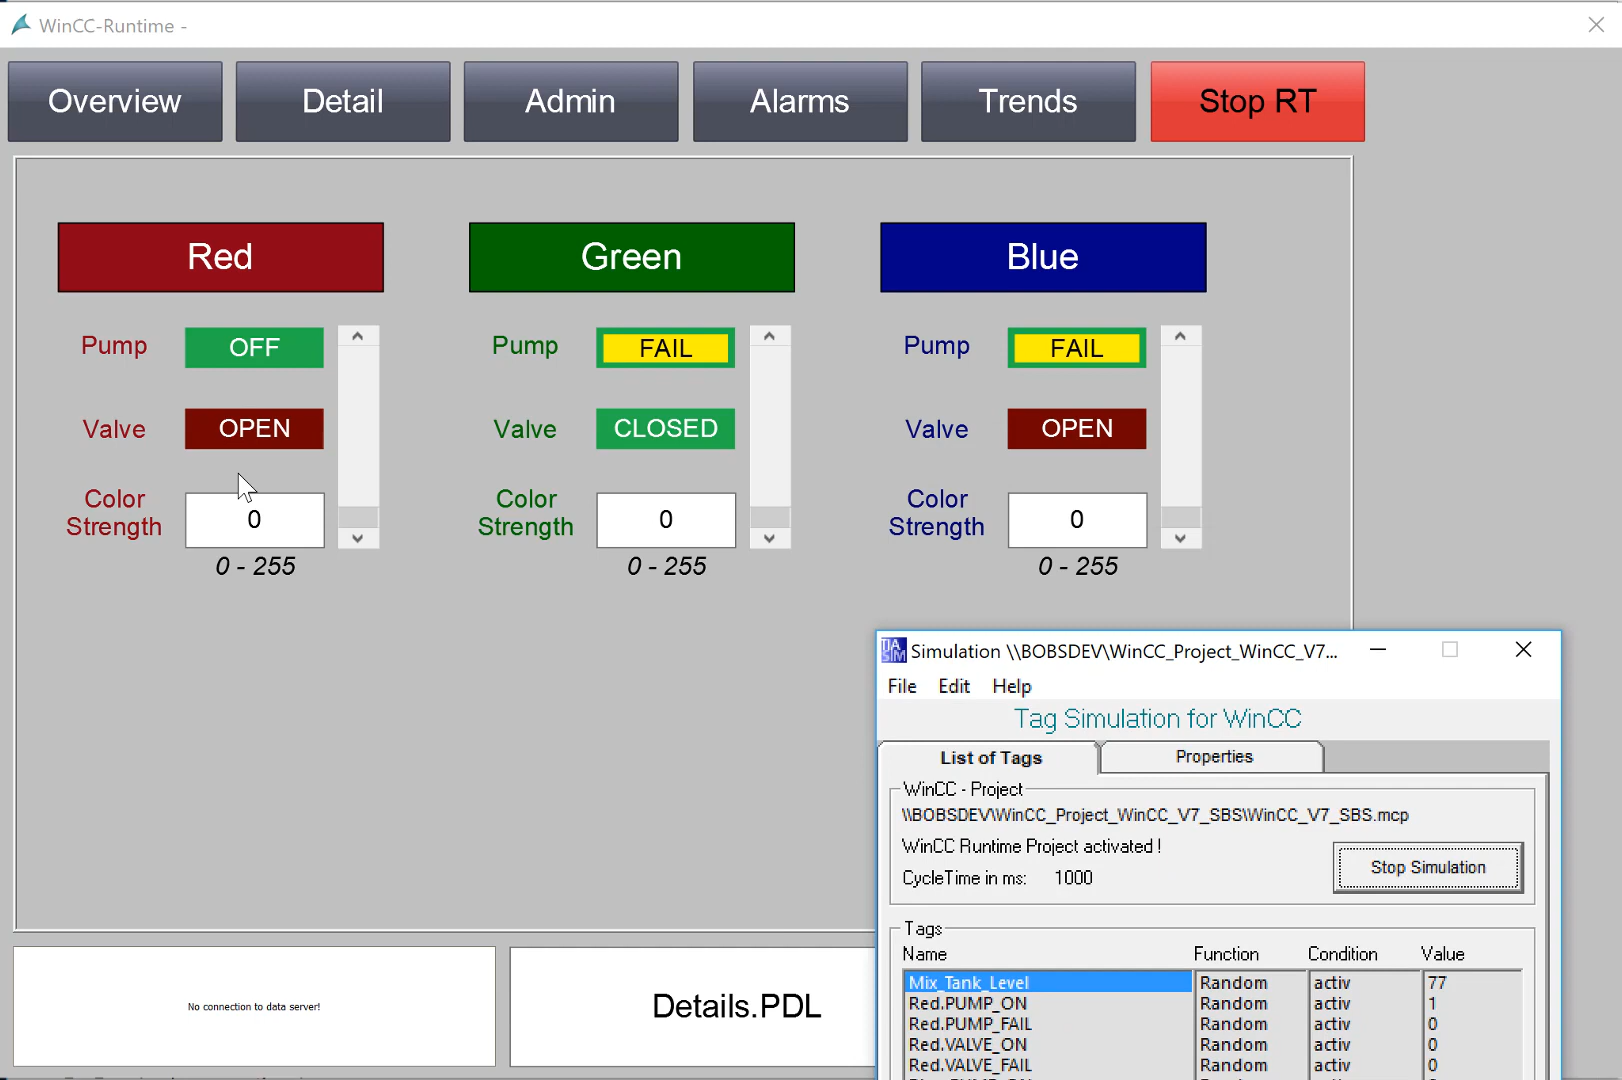 WinCC-Runtime -
Overview Detail Admin Alarms Trends Stop RT
Red Green Blue
Pump OFF Pump FAIL Pump FAIL
Valve OPEN Valve CLOSED Valve OPEN
Color Strength 0 Color Strength 0 Color Strength 0
0 - 255 0 - 255 0 - 255
Simulation \\BOBSDEV\WinCC_Project_WinCC_V7...
File Edit Help
Tag Simulation for WinCC
List of Tags Properties
WinCC - Project
\\BOBSDEV\WinCC_Project_WinCC_V7_SBS\WinCC_V7_SBS.mcp
WinCC Runtime Project activated !
CycleTime in ms: 1000 Stop Simulation
Tags
Name Function Condition Value
Mix_Tank_Level Random activ 77
Red.PUMP_ON Random activ 1
Red.PUMP_FAIL Random activ 0
Red.VALVE_ON Random activ 0
Red.VALVE_FAIL Random activ 0
No connection to data server!
Details.PDL